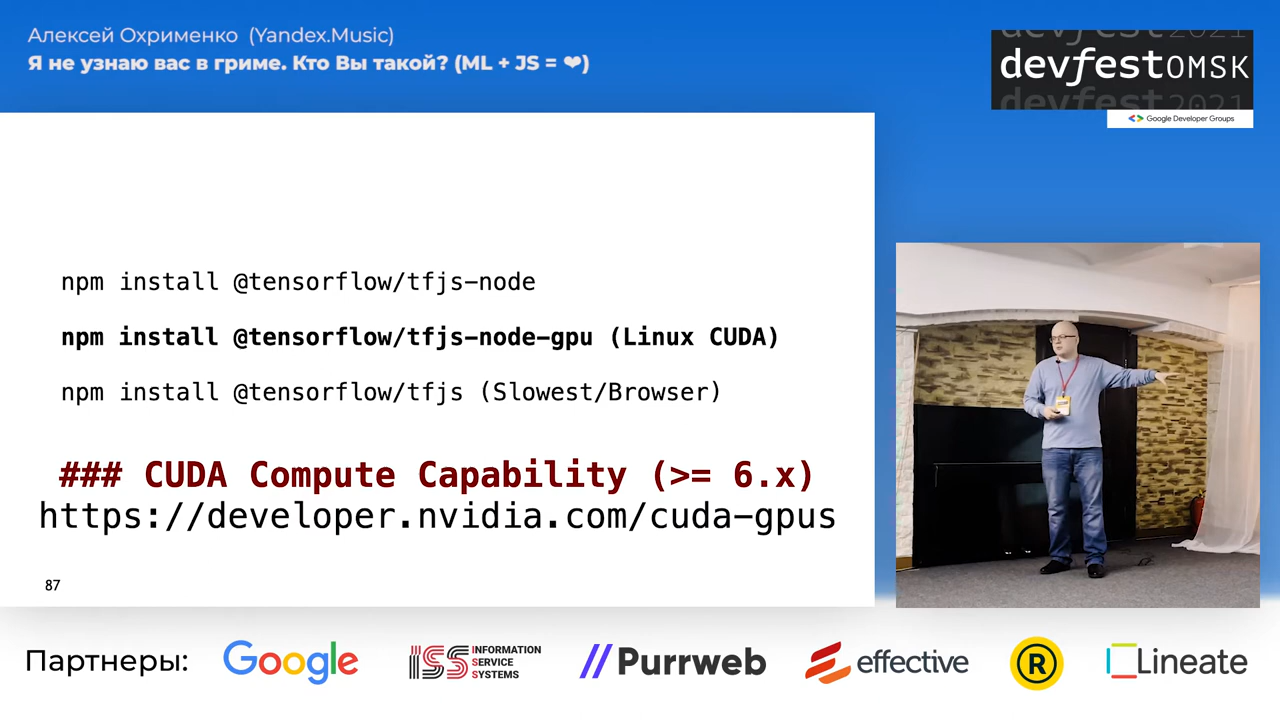 Алексей Охрименко (Yandex.Music)
Я не узнаю вас в гриме. Кто Вы такой? (ML + JS = ❤)
devfest2021
devfestOMSK
devfest2021
Google Developer Groups
npm install @tensorflow/tfjs-node
npm install @tensorflow/tfjs-node-gpu (Linux CUDA)
npm install @tensorflow/tfjs (Slowest/Browser)
### CUDA Compute Capability (>= 6.x)
https://developer.nvidia.com/cuda-gpus
87
Партнеры:
Google
ISS INFORMATION
SERVICE
SYSTEMS
Purrweb
effective
R
Lineate